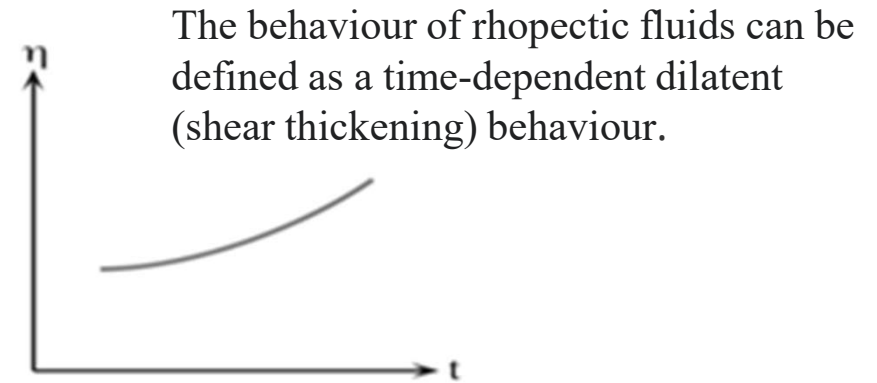 The behaviour of rhopectic fluids can be
defined as a time-dependent dilatent
(shear thickening) behaviour.
η
t